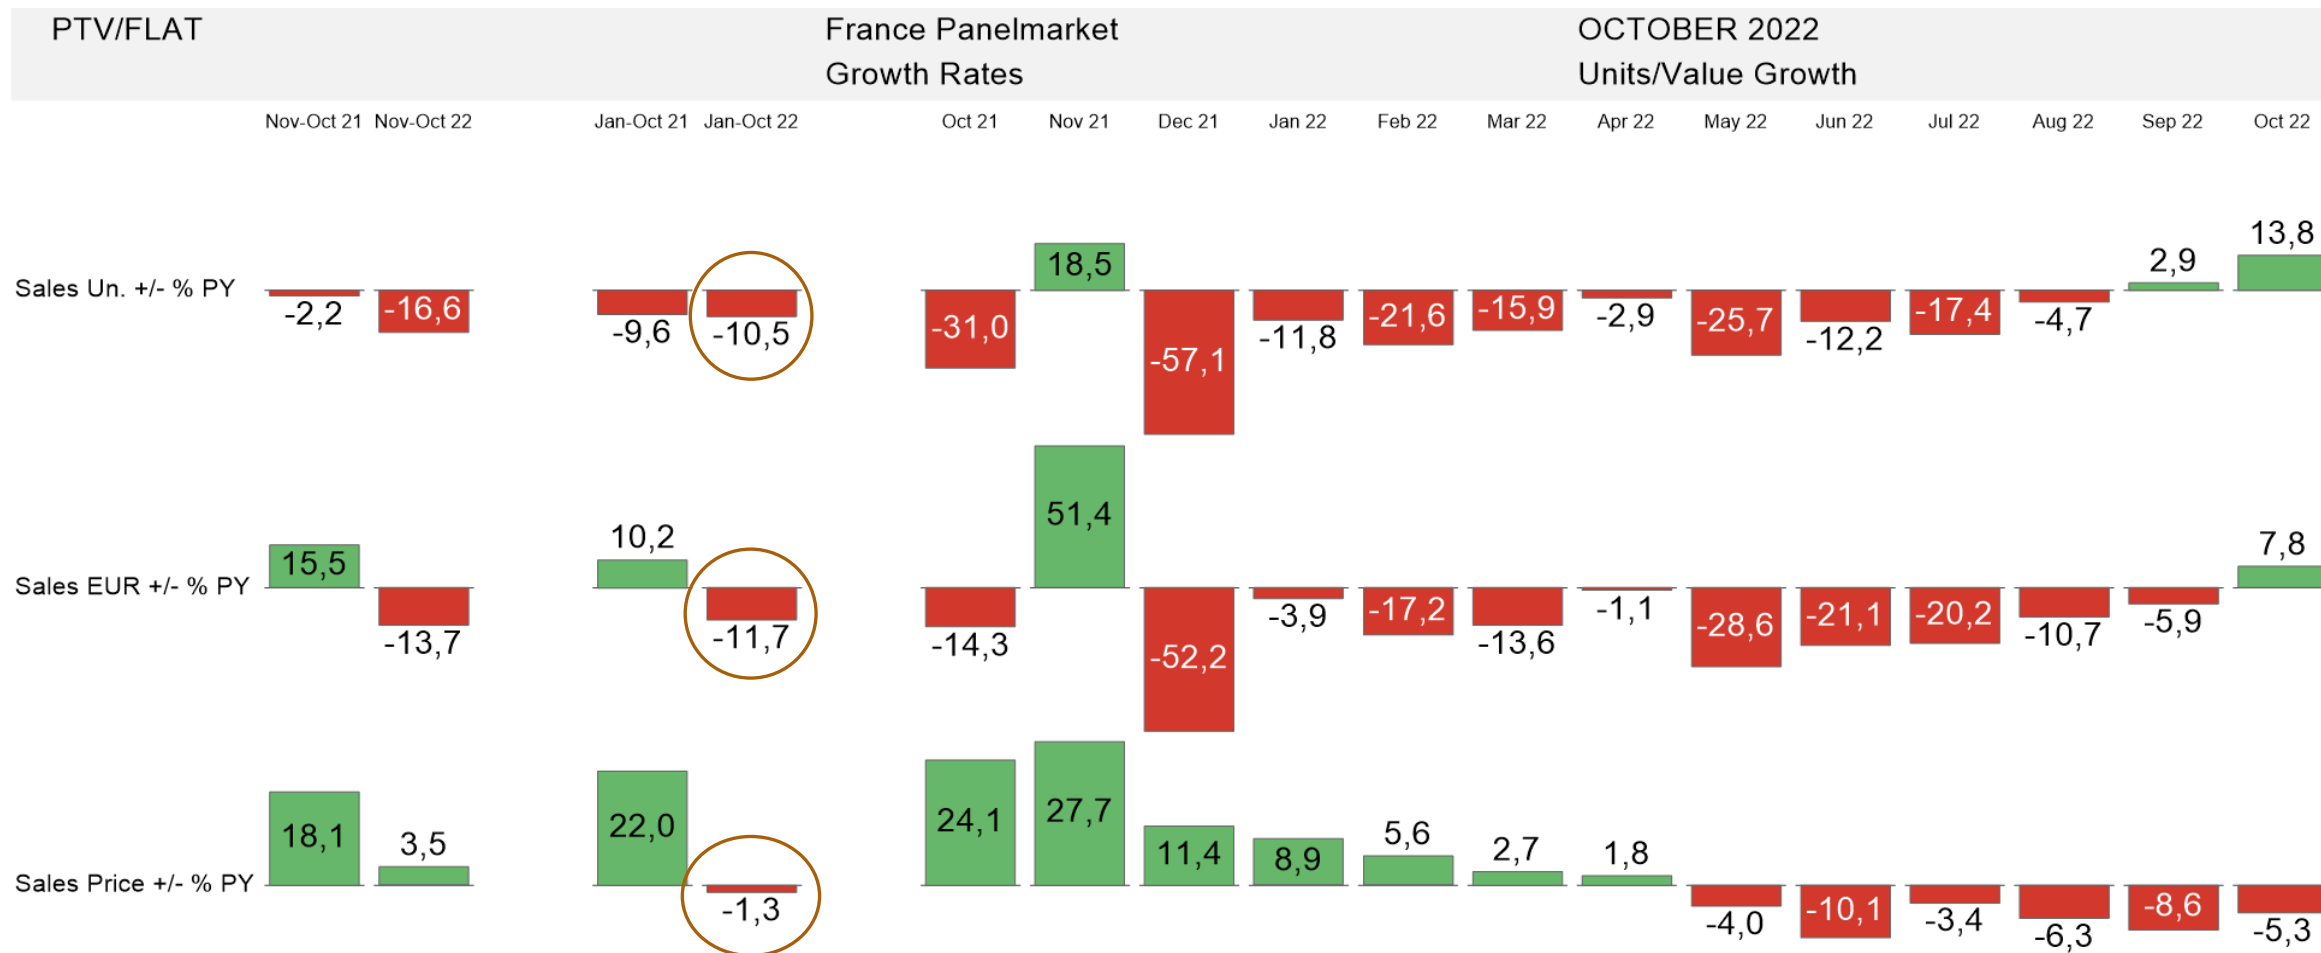 PTV/FLAT France Panelmarket OCTOBER 2022
Growth Rates Units/Value Growth
Nov-Oct 21 Nov-Oct 22 Jan-Oct 21 Jan-Oct 22 Oct 21 Nov 21 Dec 21 Jan 22 Feb 22 Mar 22 Apr 22 May 22 Jun 22 Jul 22 Aug 22 Sep 22 Oct 22
Sales Un. +/- % PY -2,2 -16,6 -9,6 -10,5 -31,0 18,5 -57,1 -11,8 -21,6 -15,9 -2,9 -25,7 -12,2 -17,4 -4,7 2,9 13,8
Sales EUR +/- % PY 15,5 -13,7 10,2 -11,7 -14,3 51,4 -52,2 -3,9 -17,2 -13,6 -1,1 -28,6 -21,1 -20,2 -10,7 -5,9 7,8
Sales Price +/- % PY 18,1 3,5 22,0 -1,3 24,1 27,7 11,4 8,9 5,6 2,7 1,8 -4,0 -10,1 -3,4 -6,3 -8,6 -5,3